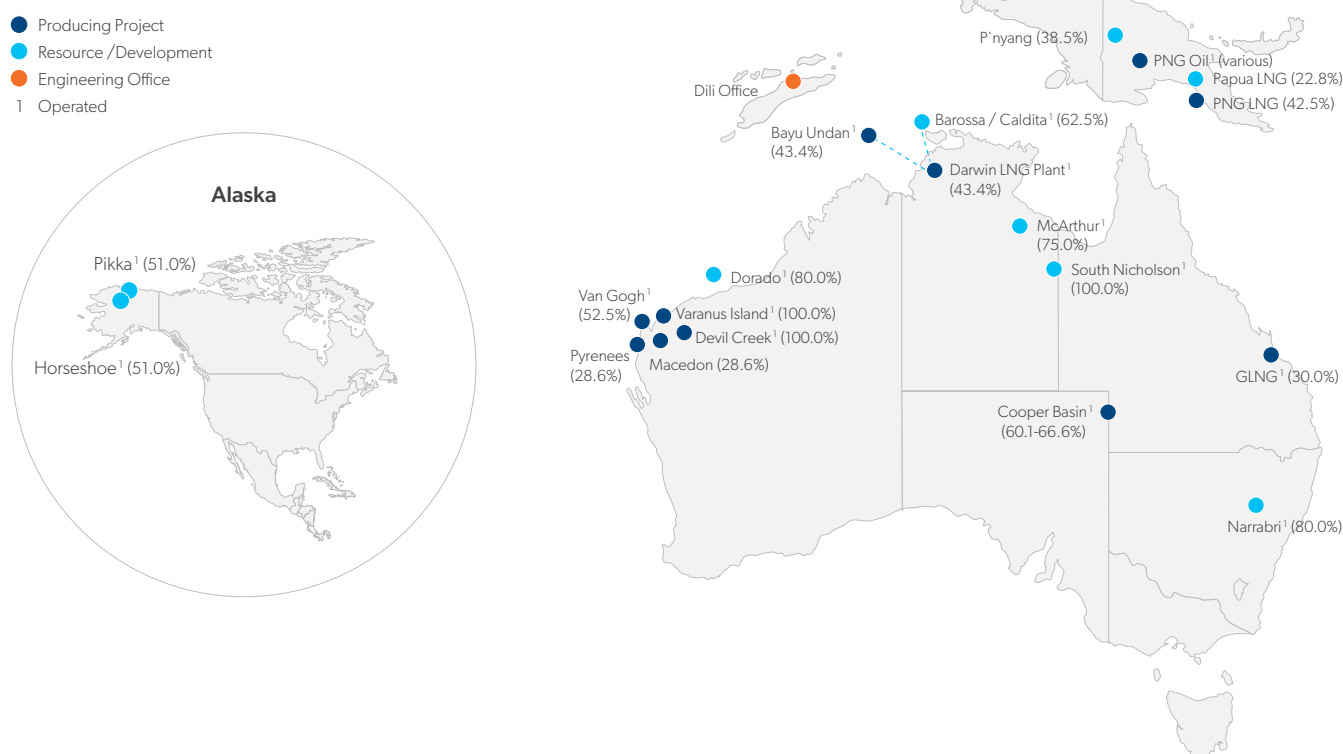 Producing Project
Resource /Development
Engineering Office
1 Operated
Alaska
Pikka¹ (51.0%)
Horseshoe¹ (51.0%)
P`nyang (38.5%)
PNG Oil¹ (various)
Papua LNG (22.8%)
PNG LNG (42.5%)
Dili Office
Barossa / Caldita¹ (62.5%)
Bayu Undan¹
(43.4%)
Darwin LNG Plant¹
(43.4%)
McArthur¹
(75.0%)
South Nicholson¹
(100.0%)
Dorado¹ (80.0%)
Van Gogh¹
(52.5%)
Varanus Island¹ (100.0%)
Devil Creek¹ (100.0%)
Pyrenees
(28.6%)
Macedon (28.6%)
GLNG¹ (30.0%)
Cooper Basin¹
(60.1-66.6%)
Narrabri¹ (80.0%)